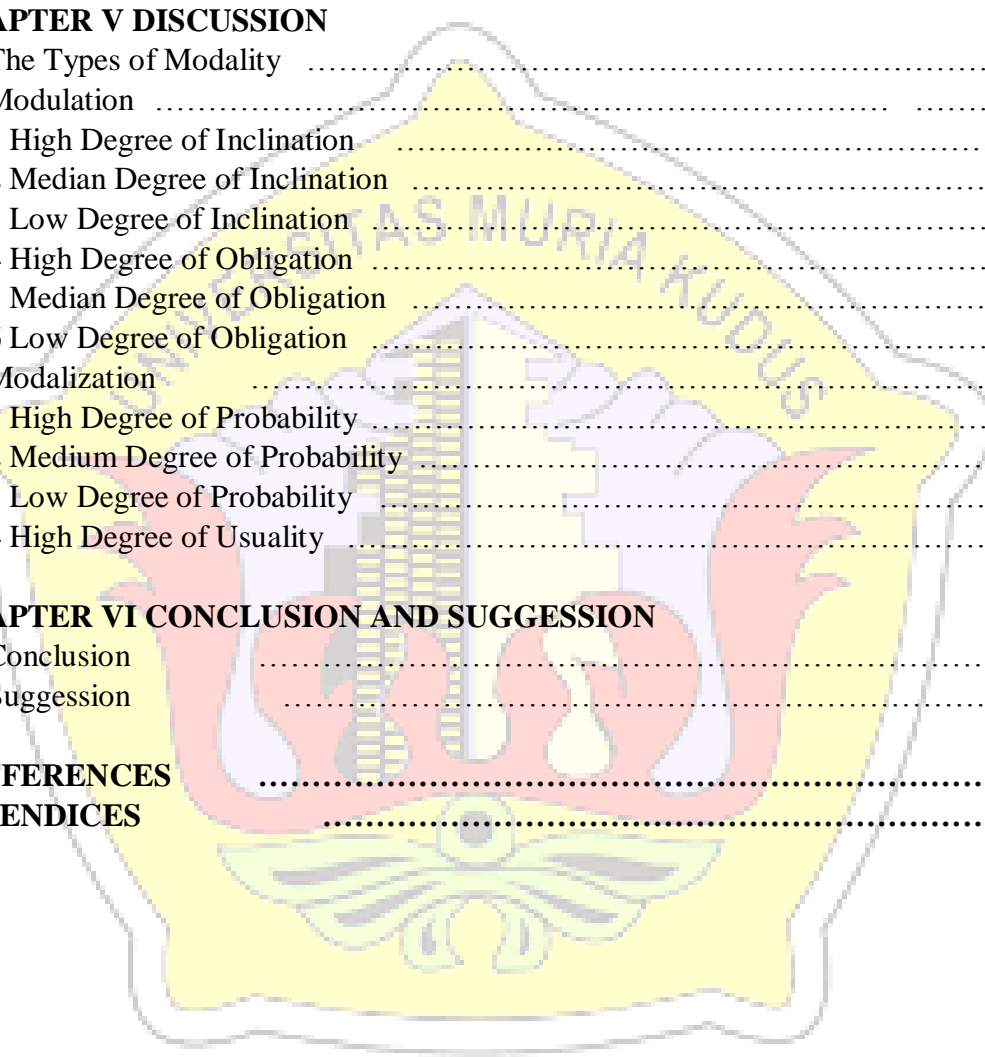 APTER V DISCUSSION
The Types of Modality ……………………………………………………………
Modulation ……………………………………………………………… ……
High Degree of Inclination ……………………………………………………
Median Degree of Inclination ……………………………………………………
Low Degree of Inclination ………………………………………………………
High Degree of Obligation ………………………………………………………
Median Degree of Obligation ……………………………………………………
Low Degree of Obligation ………………………………………………………
Modalization …………………………………………………………………
High Degree of Probability ………………………………………………………
Medium Degree of Probability …………………………………………………
Low Degree of Probability ………………………………………………………
High Degree of Usuality …………………………………………………………
APTER VI CONCLUSION AND SUGGESSION
Conclusion …………………………………………………………………
Suggession ………………………………………………………………
FERENCES …………………………………………………………………
ENDICES ……………………………………………………………
UNIVERSITAS MURIA KUDUS